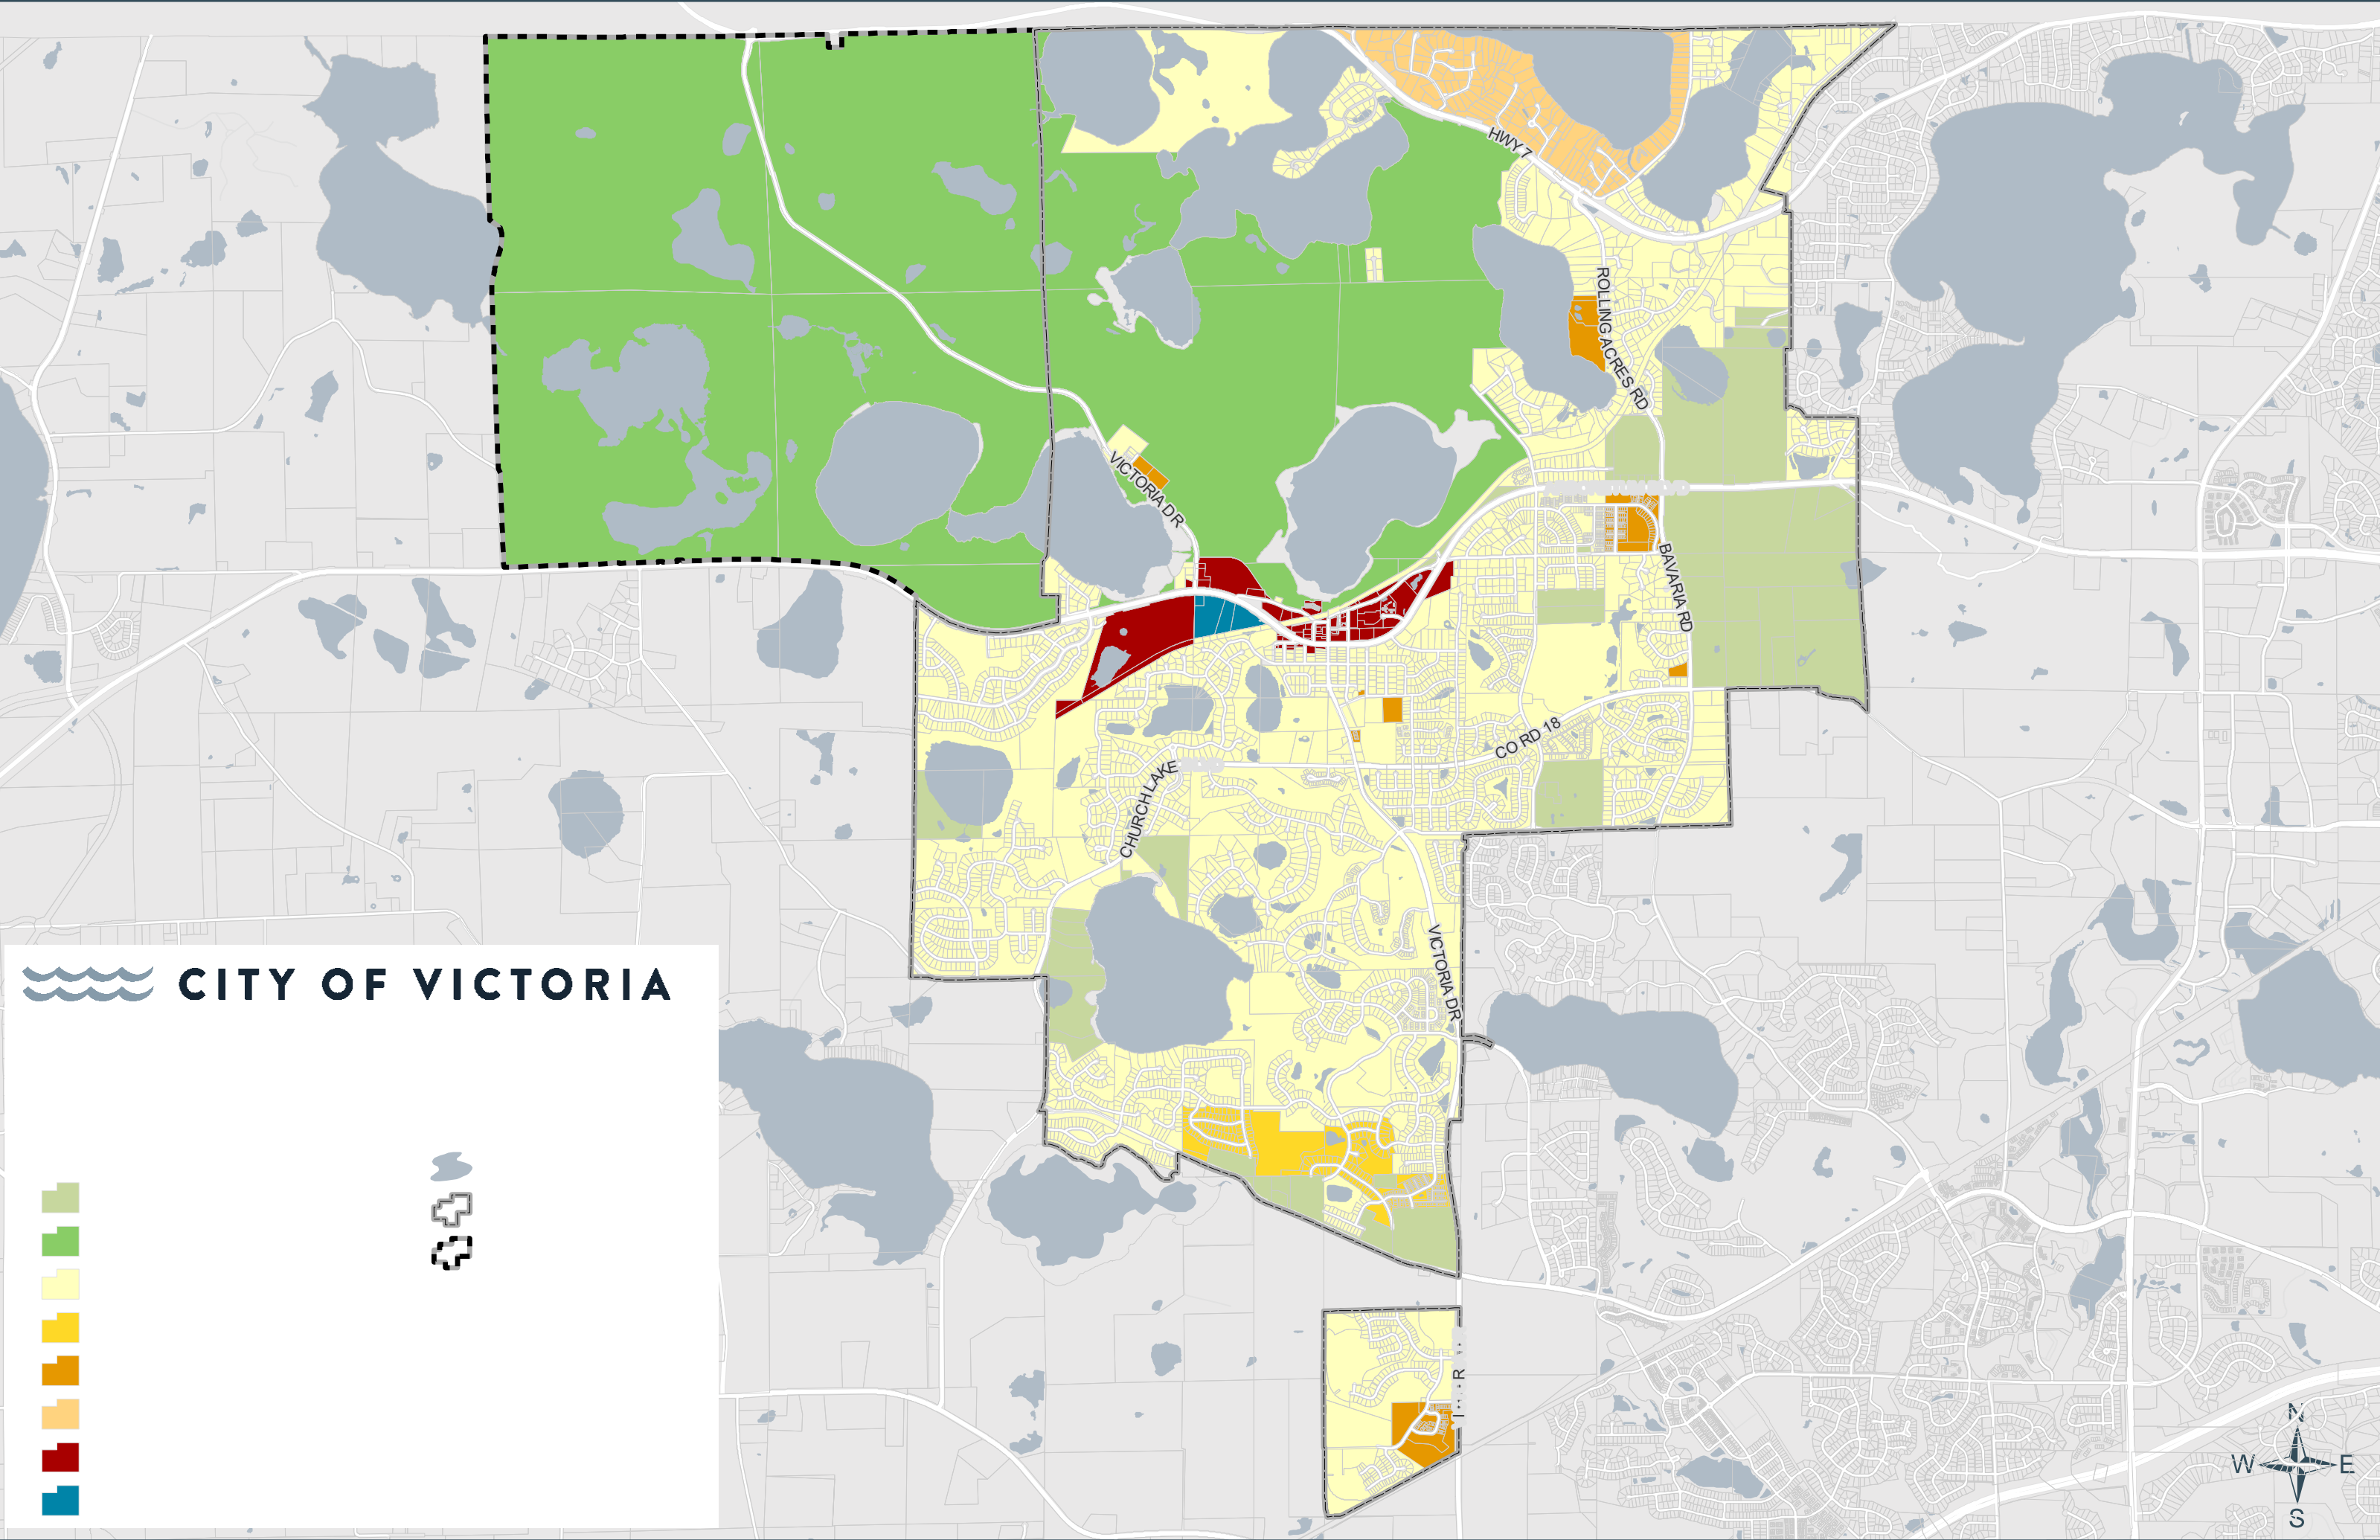 HWY 7
ROLLING ACRES RD
VICTORIA DR
BAVARIA RD
CO RD 18
CHURCH LAKE
VICTORIA DR
CITY OF VICTORIA
N
W
E
S